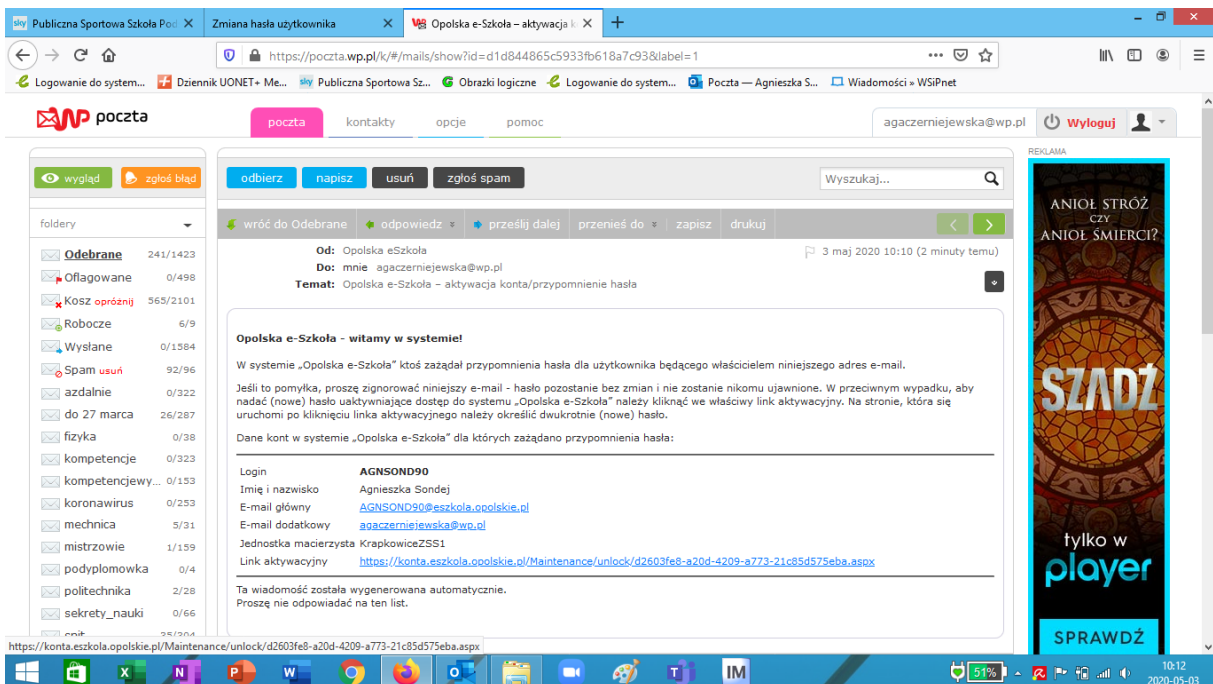 sky Publiczna Sportowa Szkoła Pod
Zmiana hasła użytkownika
Opolska e-Szkoła – aktywacja k
https://poczta.wp.pl/k/#/mails/show?id=d1d844865c5933fb618a7c93&label=1
Logowanie do system... Dziennik UONET+ Me... sky Publiczna Sportowa Sz... Obrazki logiczne Logowanie do system... Poczta — Agnieszka S... Wiadomości » WSiPnet
WP poczta
poczta kontakty opcje pomoc
agaczerniejewska@wp.pl Wyloguj
REKLAMA
wygląd zgłoś błąd
odbierz napisz usuń zgłoś spam
Wyszukaj...
foldery
wróć do Odebrane odpowiedz prześlij dalej przenieś do zapisz drukuj
Odebrane 241/1423
Oflagowane 0/498
Kosz opróżnij 565/2101
Robocze 6/9
Wysłane 0/1584
Spam usuń 92/96
azdalnie 0/322
do 27 marca 26/287
fizyka 0/38
kompetencje 0/323
kompetencjewy... 0/153
koronawirus 0/253
mechnica 5/31
mistrzowie 1/159
podyplomowka 0/4
politechnika 2/28
sekrety_nauki 0/66
Od: Opolska eSzkoła
3 maj 2020 10:10 (2 minuty temu)
Do: mnie agaczerniejewska@wp.pl
Temat: Opolska e-Szkoła – aktywacja konta/przypomnienie hasła
Opolska e-Szkoła - witamy w systemie!
W systemie „Opolska e-Szkoła" ktoś zażądał przypomnienia hasła dla użytkownika będącego właścicielem niniejszego adres e-mail.
Jeśli to pomyłka, proszę zignorować niniejszy e-mail - hasło pozostanie bez zmian i nie zostanie nikomu ujawnione. W przeciwnym wypadku, aby
nadać (nowe) hasło uaktywniające dostęp do systemu „Opolska e-Szkoła" należy kliknąć we właściwy link aktywacyjny. Na stronie, która się
uruchomi po kliknięciu linka aktywacyjnego należy określić dwukrotnie (nowe) hasło.
Dane kont w systemie „Opolska e-Szkoła" dla których zażądano przypomnienia hasła:
Login AGNSOND90
Imię i nazwisko Agnieszka Sondej
E-mail główny AGNSOND90@eszkola.opolskie.pl
E-mail dodatkowy agaczerniejewska@wp.pl
Jednostka macierzysta KrapkowiceZSS1
Link aktywacyjny https://konta.eszkola.opolskie.pl/Maintenance/unlock/d2603fe8-a20d-4209-a773-21c85d575eba.aspx
Ta wiadomość została wygenerowana automatycznie.
Proszę nie odpowiadać na ten list.
ANIOŁ STRÓŻ
CZY
ANIOŁ ŚMIERCI?
SZADŹ
tylko w
player
SPRAWDŹ
https://konta.eszkola.opolskie.pl/Maintenance/unlock/d2603fe8-a20d-4209-a773-21c85d575eba.aspx
51%
10:12
2020-05-03